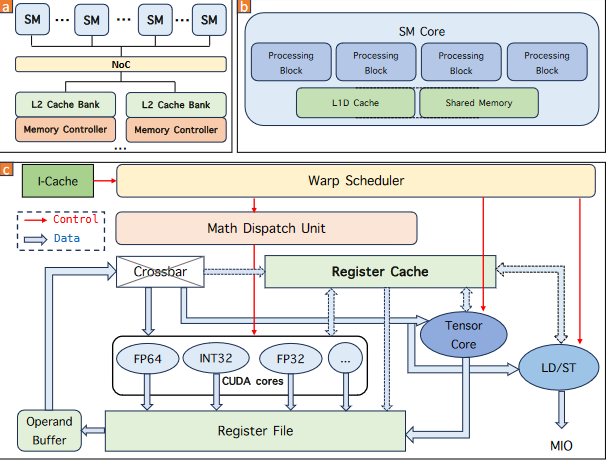 a
SM ... SM ... SM ... SM
NoC
L2 Cache Bank
L2 Cache Bank
Memory Controller
Memory Controller
...
b
SM Core
Processing
Block
Processing
Block
Processing
Block
Processing
Block
L1D Cache
Shared Memory
c
I-Cache
Warp Scheduler
Control
Data
Math Dispatch Unit
Crossbar
Register Cache
Tensor
Core
FP64
INT32
FP32
...
CUDA cores
LD/ST
Operand
Buffer
Register File
MIO